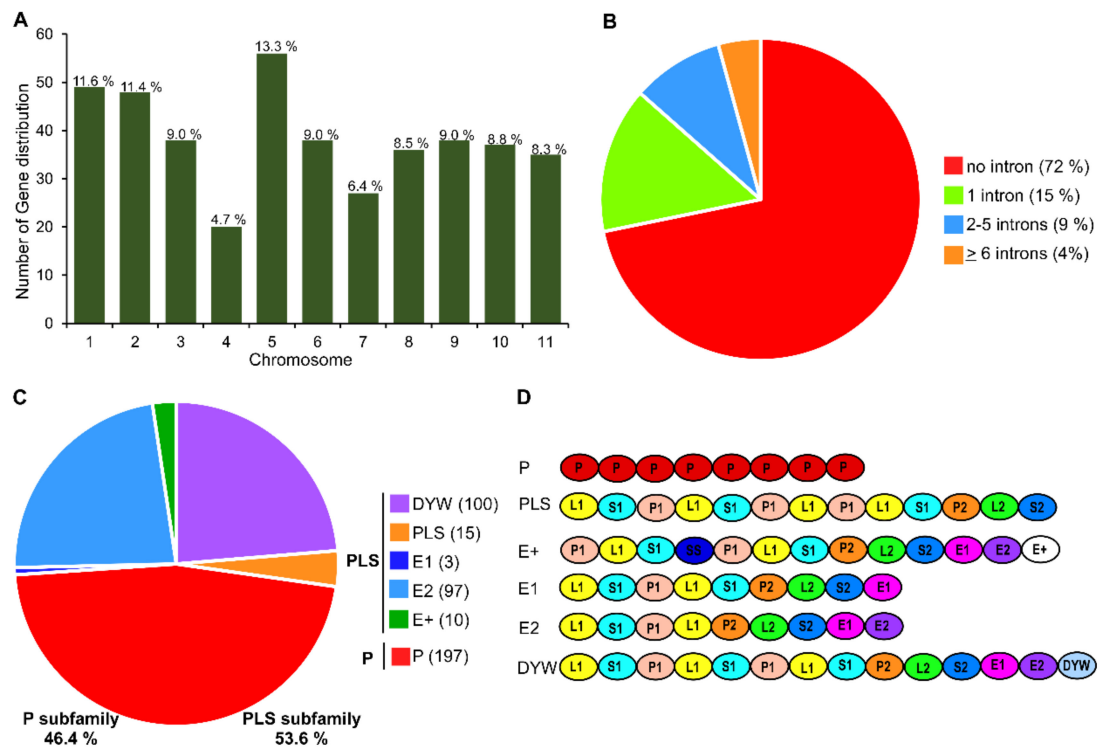 A
Number of Gene distribution
60
50
40
30
20
10
0
11.6 %
11.4 %
9.0 %
4.7 %
13.3 %
9.0 %
6.4 %
8.5 %
9.0 %
8.8 %
8.3 %
1 2 3 4 5 6 7 8 9 10 11
Chromosome
B
no intron (72 %)
1 intron (15 %)
2-5 introns (9 %)
≥ 6 introns (4%)
C
DYW (100)
PLS (15)
E1 (3)
E2 (97)
E+ (10)
PLS
P
P (197)
P subfamily
46.4 %
PLS subfamily
53.6 %
D
P P P P P P P P P
PLS L1 S1 P1 L1 S1 P1 L1 P1 L1 S1 P2 L2 S2
E+ P1 L1 S1 SS P1 L1 S1 P2 L2 S2 E1 E2 E+
E1 L1 S1 P1 L1 S1 P2 L2 S2 E1
E2 L1 S1 P1 L1 P2 L2 S2 E1 E2
DYW L1 S1 P1 L1 S1 P1 L1 S1 P2 L2 S2 E1 E2 DYW